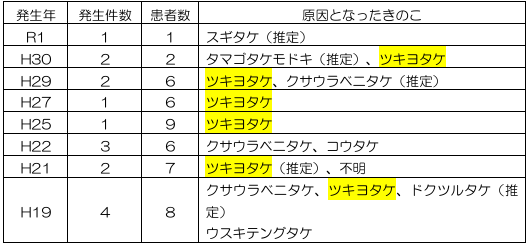 発生年 発生件数 患者数 原因となったきのこ
R1 1 1 スギタケ（推定）
H30 2 2 タマゴタケモドキ（推定）、ツキヨタケ
H29 2 6 ツキヨタケ、クサウラベニタケ（推定）
H27 1 6 ツキヨタケ
H25 1 9 ツキヨタケ
H22 3 6 クサウラベニタケ、コウタケ
H21 2 7 ツキヨタケ（推定）、不明
H19 4 8 クサウラベニタケ、ツキヨタケ、ドクツルタケ（推
定）
ウスキテングタケ